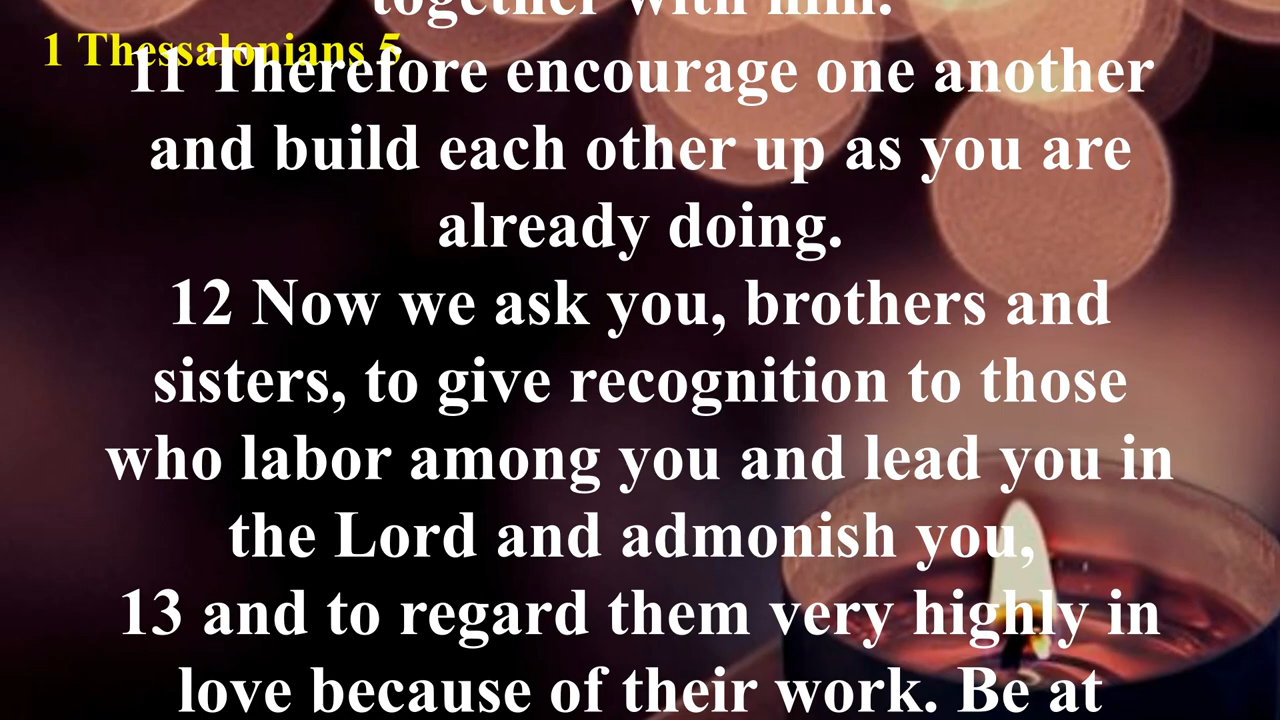 together with him.
1 Thessalonians 5
11 Therefore encourage one another
and build each other up as you are
already doing.
12 Now we ask you, brothers and
sisters, to give recognition to those
who labor among you and lead you in
the Lord and admonish you,
13 and to regard them very highly in
love because of their work. Be at